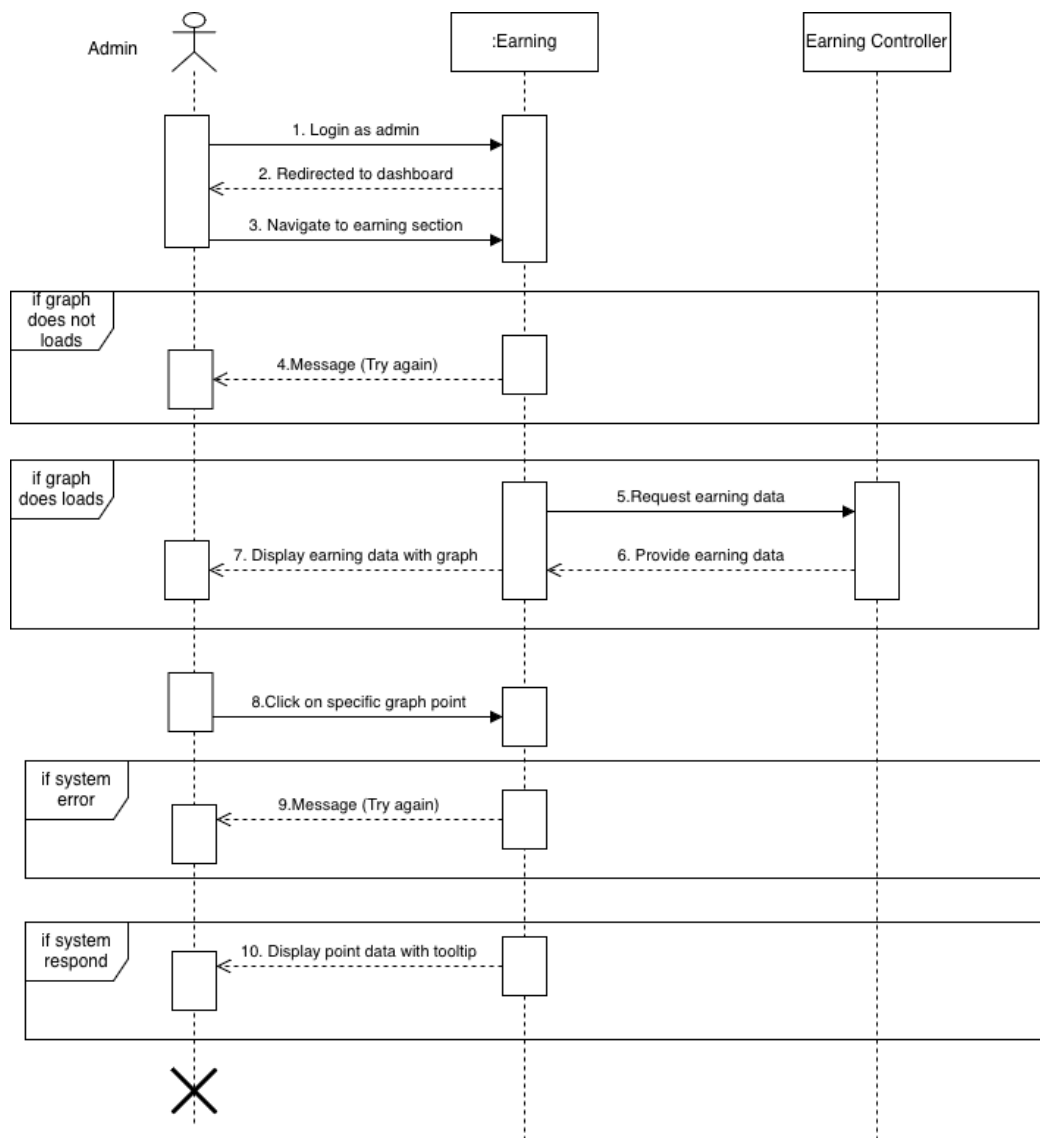 Admin
:Earning
Earning Controller
1. Login as admin
2. Redirected to dashboard
3. Navigate to earning section
if graph
does not
loads
4.Message (Try again)
if graph
does loads
5.Request earning data
7. Display earning data with graph
6. Provide earning data
8.Click on specific graph point
if system
error
9.Message (Try again)
if system
respond
10. Display point data with tooltip